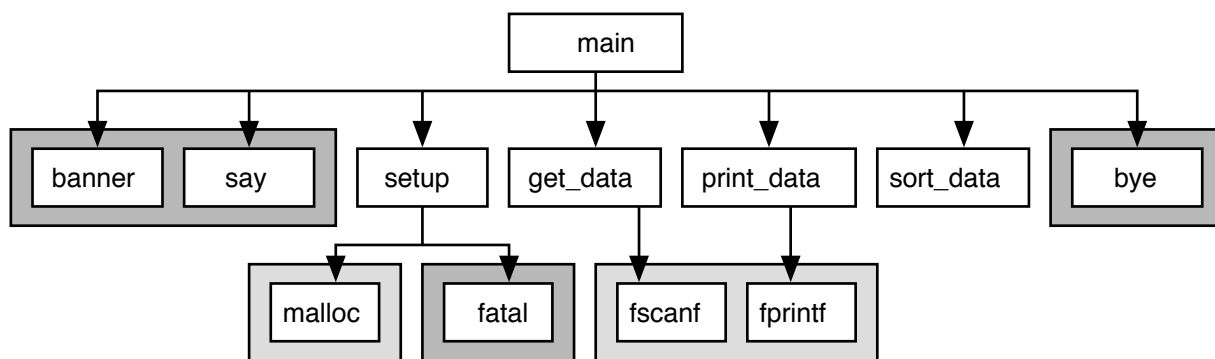 main
banner say setup get_data print_data sort_data bye
malloc fatal fscanf fprintf